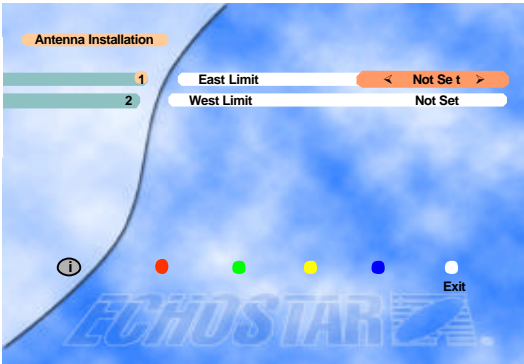 Antenna Installation
1 East Limit Not Se t
2 West Limit Not Set
i
Exit
ECHOSTAR